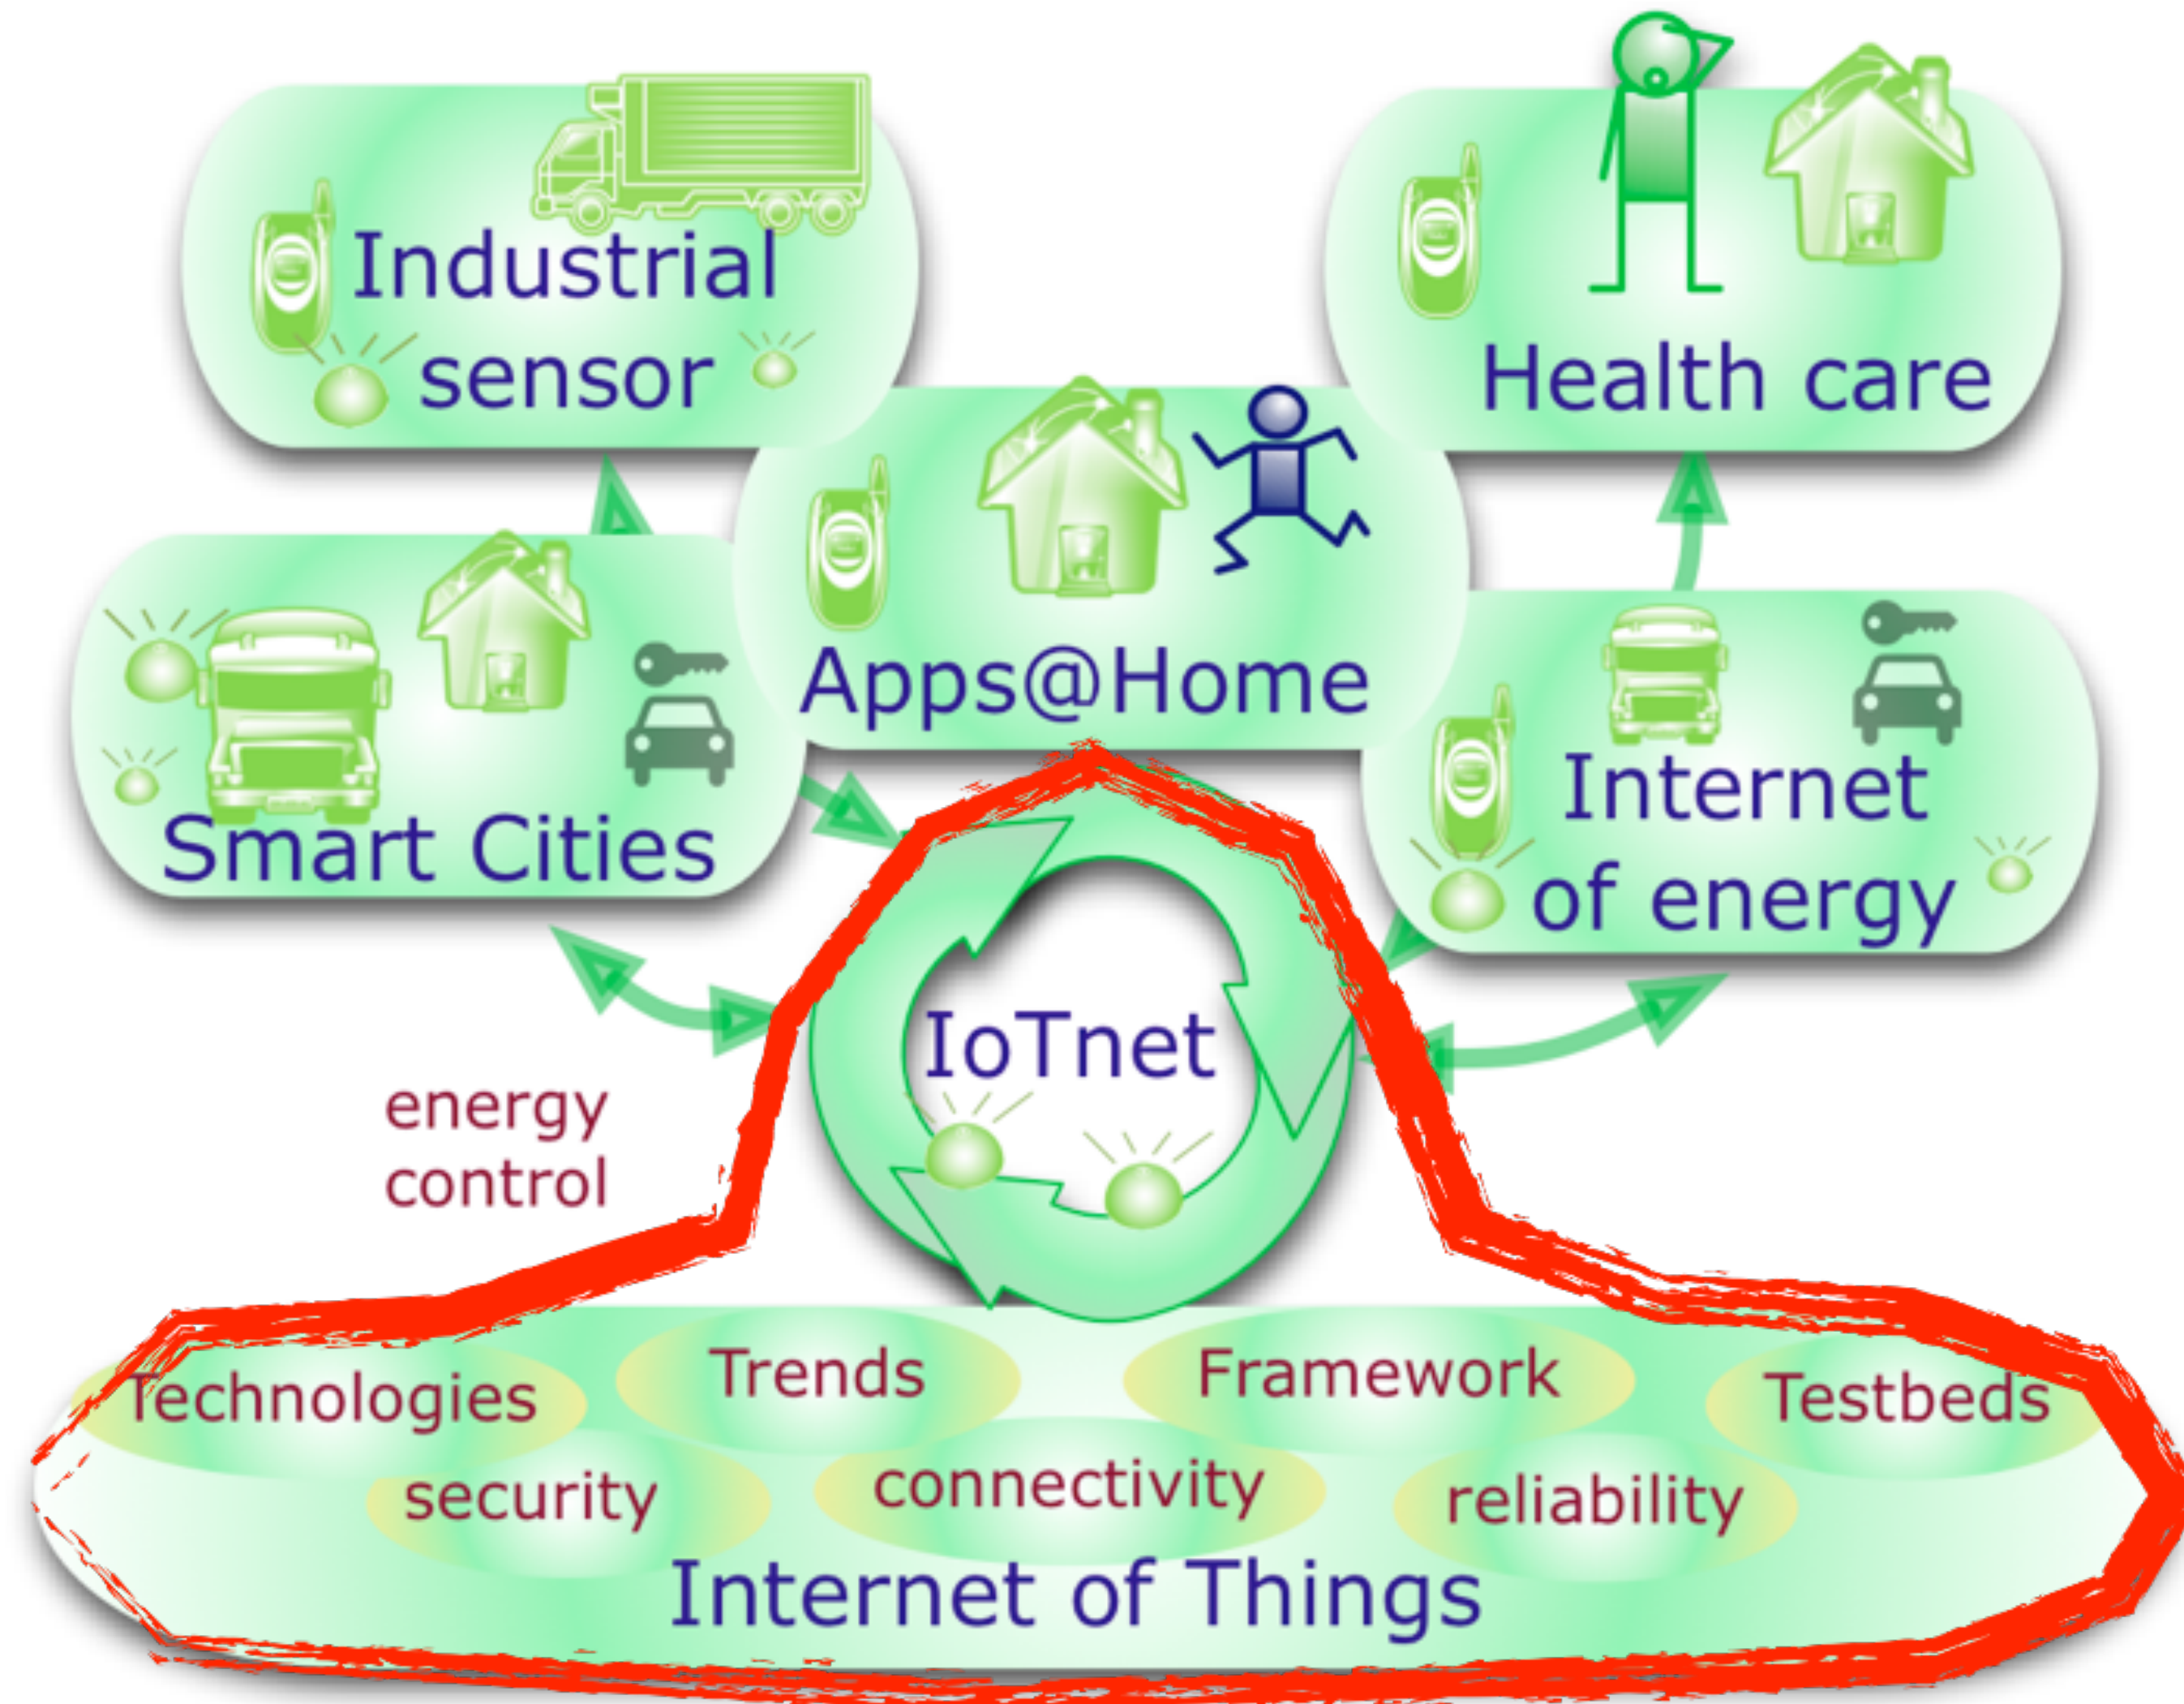 Industrial
sensor
Health care
Apps@Home
Smart Cities
Internet
of energy
IoTnet
energy
control
Technologies
Trends
Framework
Testbeds
security
connectivity
reliability
Internet of Things